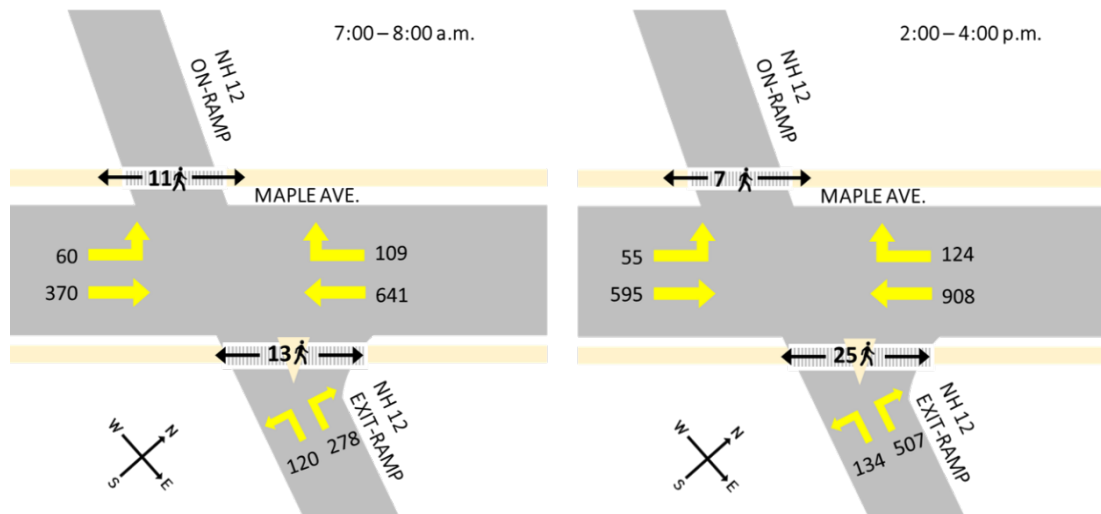 7:00 – 8:00 a.m.
NH 12
ON-RAMP
11
MAPLE AVE.
60
109
370
641
13
NH 12
EXIT-RAMP
120
278
W
N
S
E
2:00 – 4:00 p.m.
NH 12
ON-RAMP
7
MAPLE AVE.
55
124
595
908
25
NH 12
EXIT-RAMP
134
507
W
N
S
E